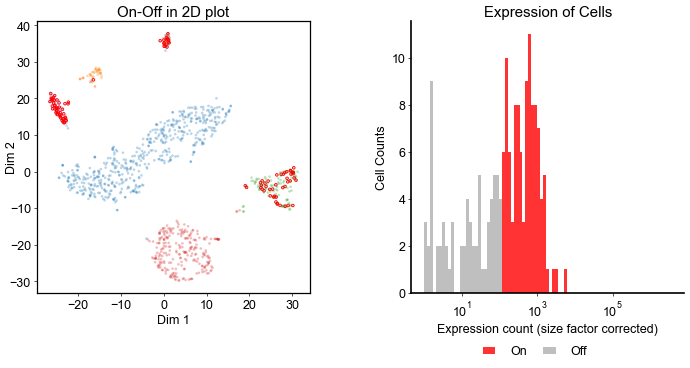 On-Off in 2D plot
Dim 2
40
30
20
10
0
−10
−20
−30
−20 −10 0 10 20 30
Dim 1
Expression of Cells
Cell Counts
10
8
6
4
2
0
10^1 10^3 10^5
Expression count (size factor corrected)
On Off